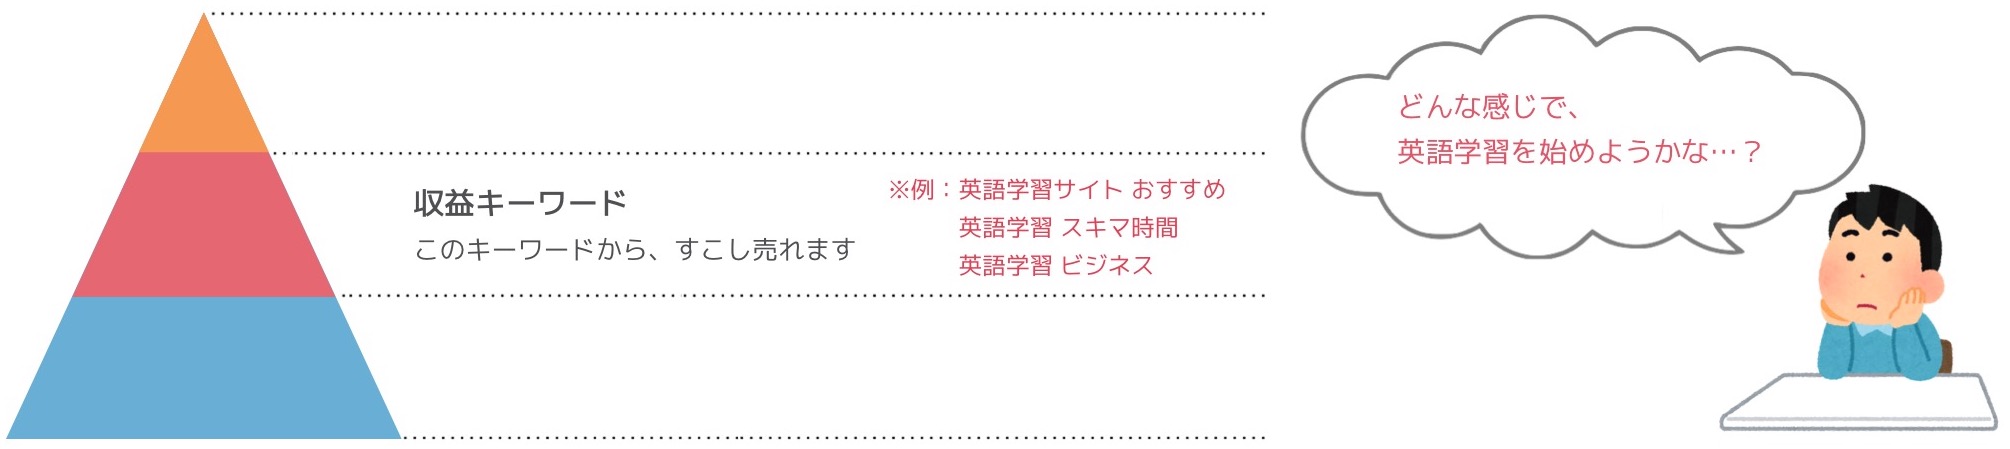 収益キーワード
このキーワードから、すこし売れます
※例：英語学習サイト おすすめ
英語学習 スキマ時間
英語学習 ビジネス
どんな感じで、
英語学習を始めようかな…？